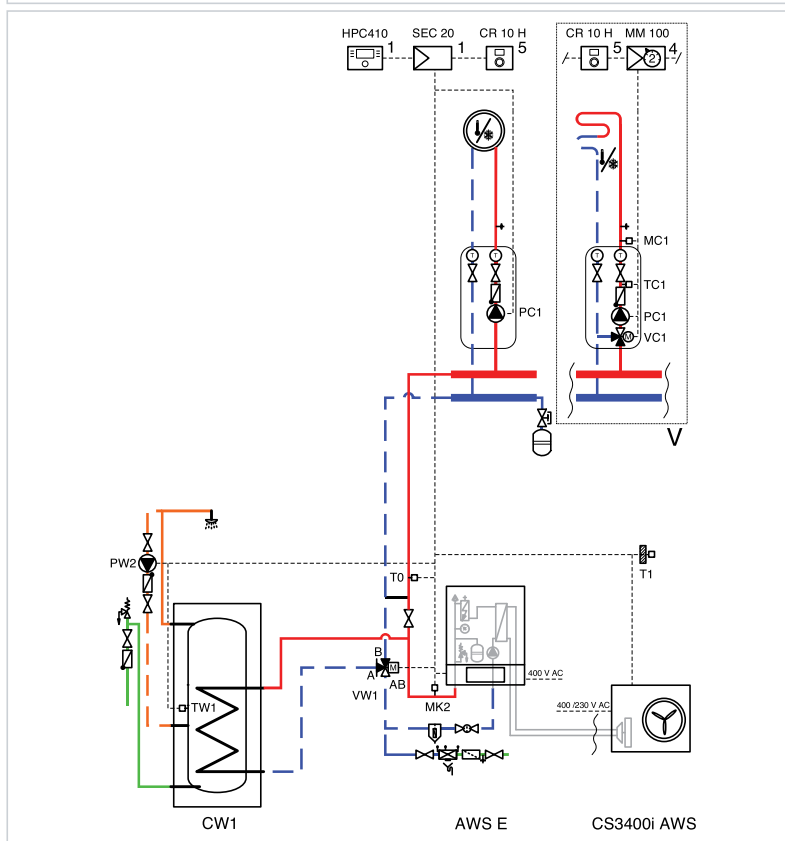 HPC410 SEC 20 CR 10 H CR 10 H MM 100
1 1 5 5 2 4
T T T T
MC1
TC1
PC1 PC1
M VC1
V
PW2
T0 T1
B
A M
AB
VW1
400 V AC
TW1 MK2 400 /230 V AC
CW1 AWS E CS3400i AWS